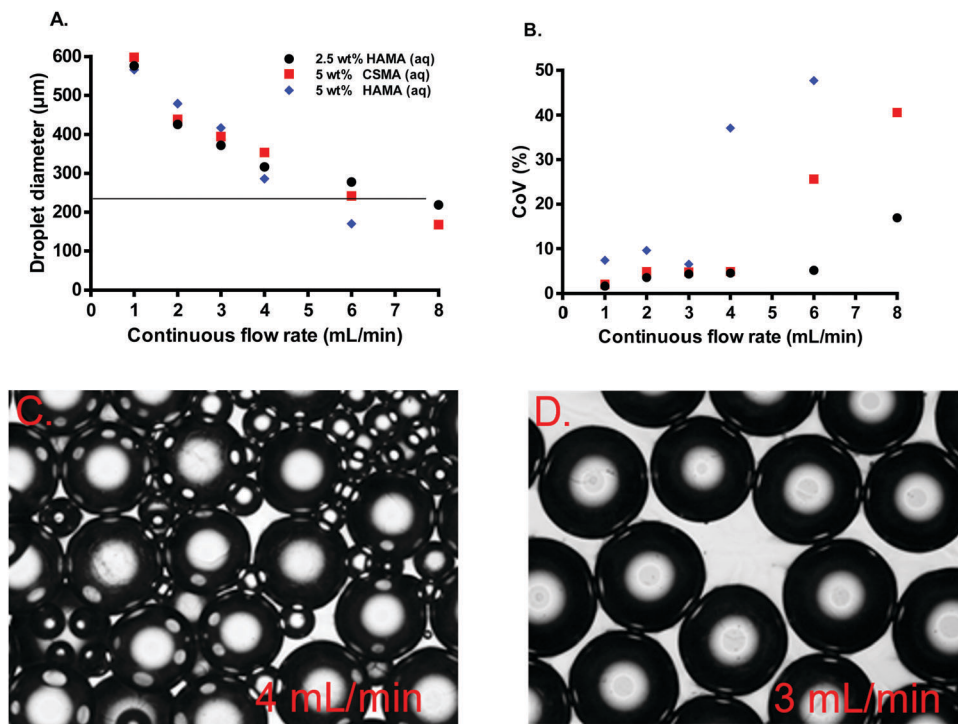 A.
600
500
400
300
200
100
0
0 1 2 3 4 5 6 7 8
Droplet diameter (µm)
Continuous flow rate (mL/min)
2.5 wt% HAMA (aq)
5 wt% CSMA (aq)
5 wt% HAMA (aq)
B.
50
40
30
20
10
0
0 1 2 3 4 5 6 7 8
CoV (%)
Continuous flow rate (mL/min)
C.
4 mL/min
D.
3 mL/min